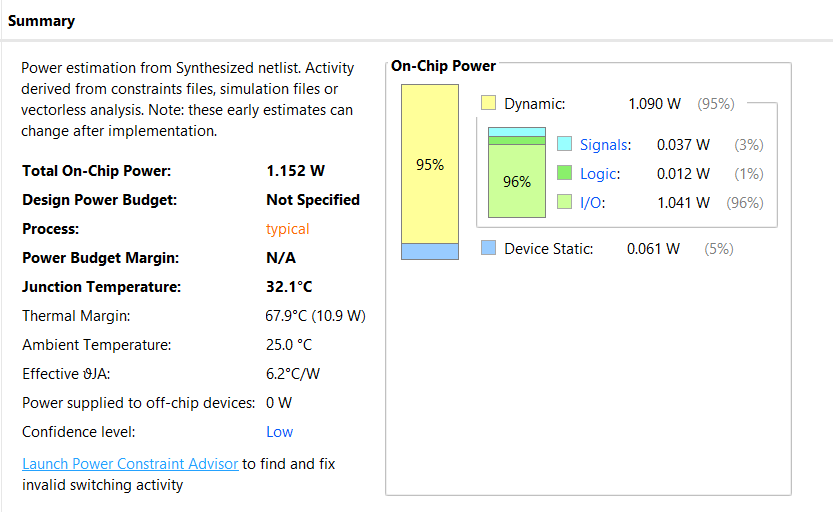 Summary
Power estimation from Synthesized netlist. Activity
derived from constraints files, simulation files or
vectorless analysis. Note: these early estimates can
change after implementation.
Total On-Chip Power: 1.152 W
Design Power Budget: Not Specified
Process: typical
Power Budget Margin: N/A
Junction Temperature: 32.1°C
Thermal Margin: 67.9°C (10.9 W)
Ambient Temperature: 25.0 °C
Effective ϑJA: 6.2°C/W
Power supplied to off-chip devices: 0 W
Confidence level: Low
Launch Power Constraint Advisor to find and fix
invalid switching activity
On-Chip Power
95%
Dynamic: 1.090 W (95%)
96%
Signals: 0.037 W (3%)
Logic: 0.012 W (1%)
I/O: 1.041 W (96%)
Device Static: 0.061 W (5%)